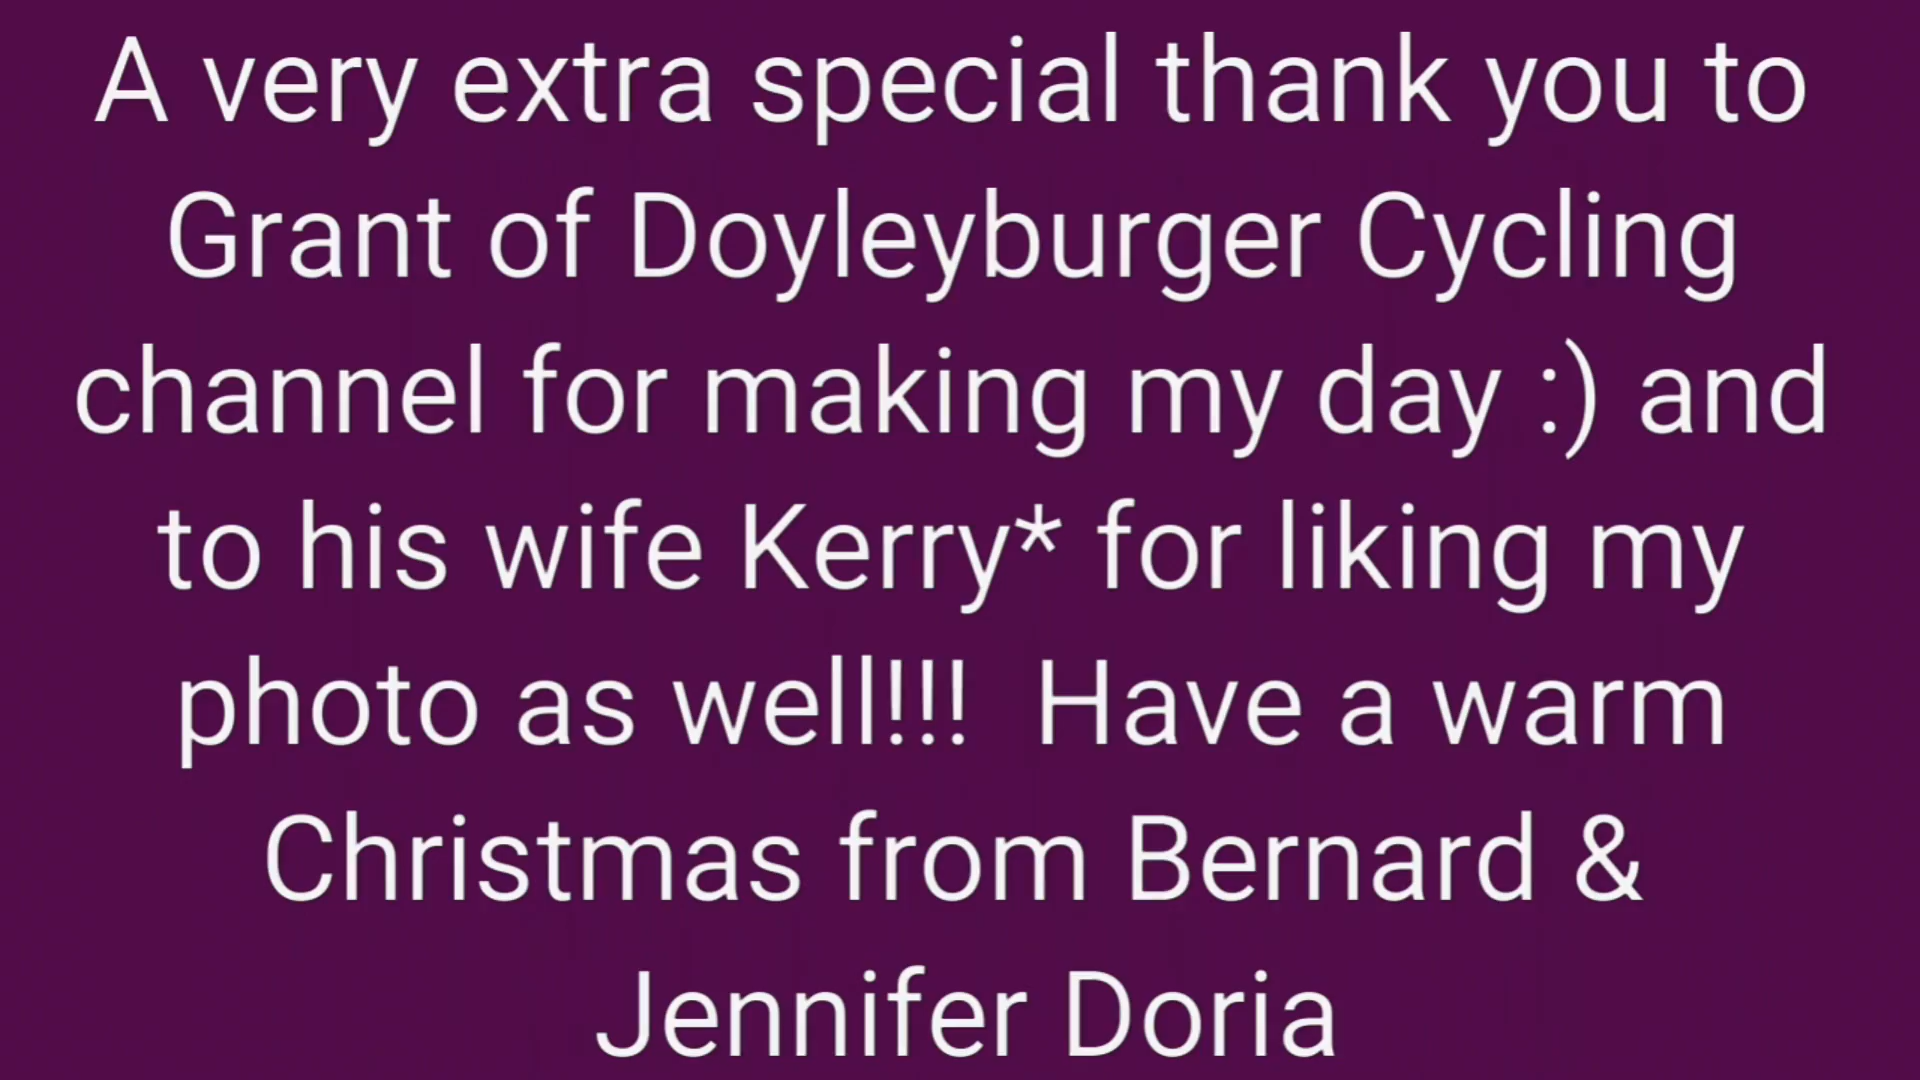 A very extra special thank you to
Grant of Doyleyburger Cycling
channel for making my day :) and
to his wife Kerry* for liking my
photo as well!!!  Have a warm
Christmas from Bernard &
Jennifer Doria